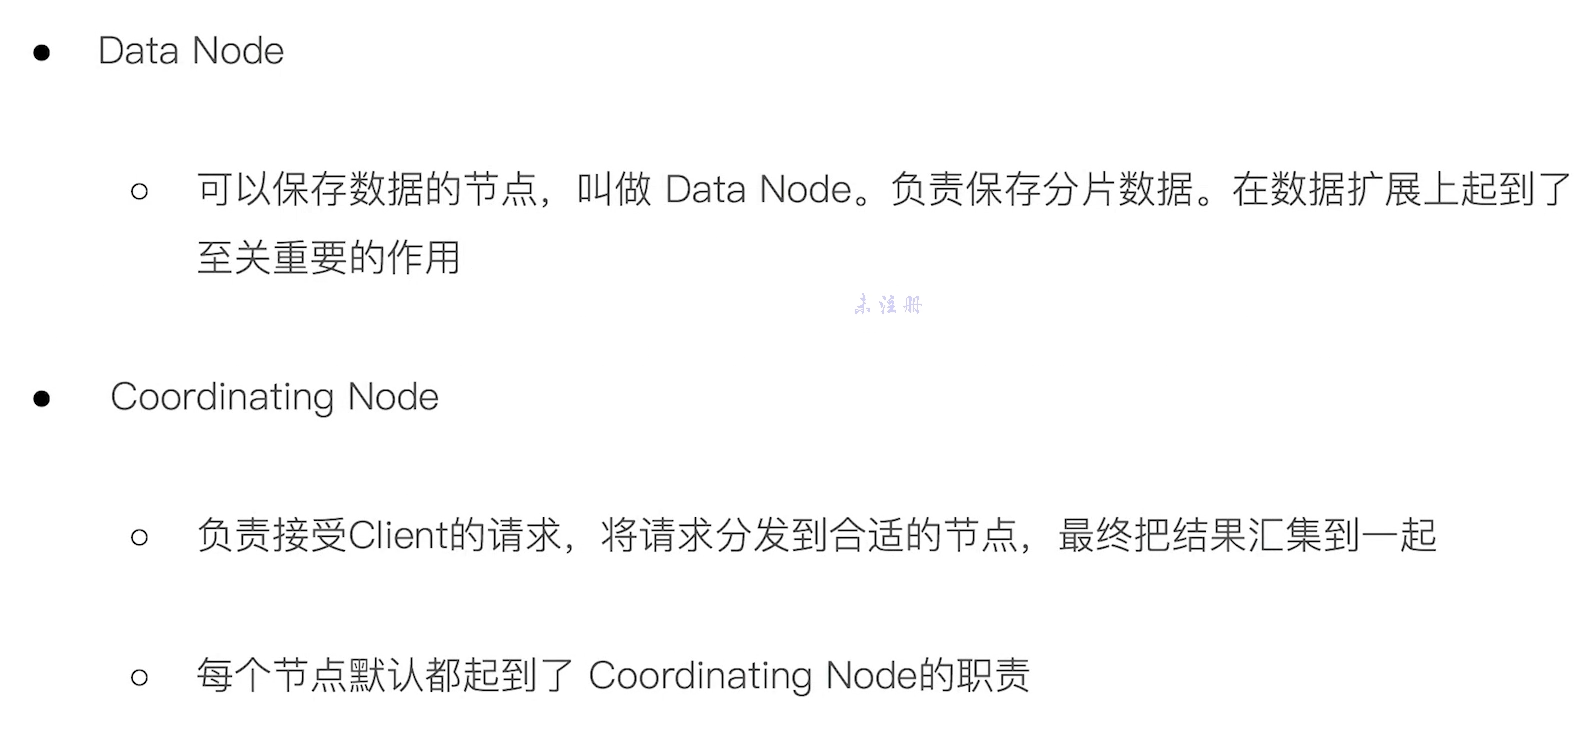 ● Data Node
○ 可以保存数据的节点，叫做 Data Node。负责保存分片数据。在数据扩展上起到了
至关重要的作用
未注册
● Coordinating Node
○ 负责接受Client的请求，将请求分发到合适的节点，最终把结果汇集到一起
○ 每个节点默认都起到了 Coordinating Node的职责